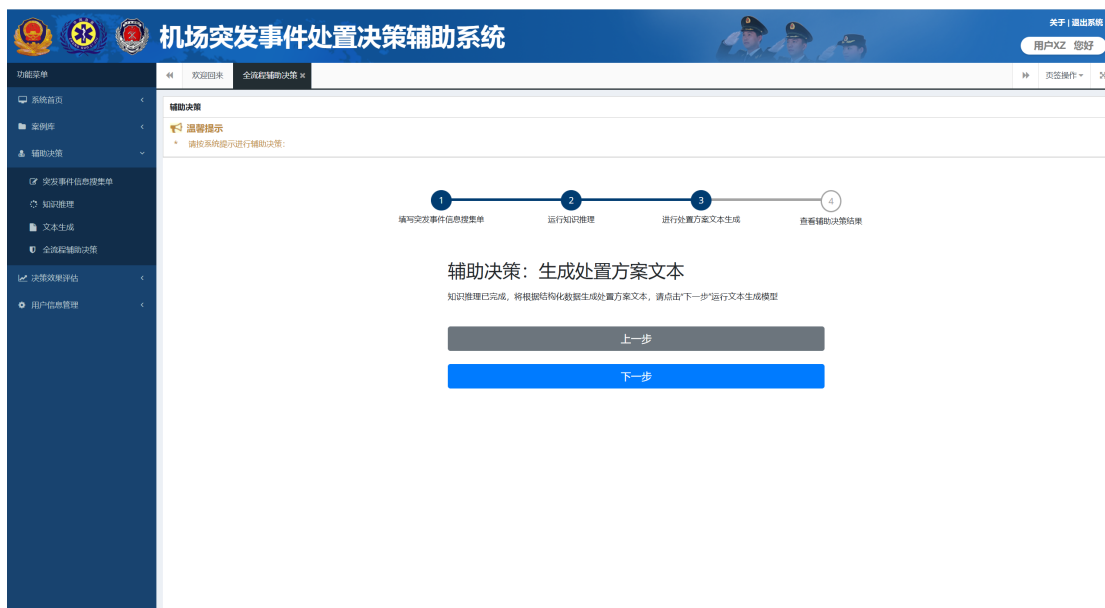 机场突发事件处置决策辅助系统
关于 | 退出系统
用户XZ 您好
功能菜单
欢迎回来
全流程辅助决策
页签操作
系统首页
案例库
辅助决策
突发事件信息搜集单
知识推理
文本生成
全流程辅助决策
决策效果评估
用户信息管理
辅助决策
温馨提示
* 请按系统提示进行辅助决策:
1
2
3
4
填写突发事件信息搜集单
运行知识推理
进行处置方案文本生成
查看辅助决策结果
辅助决策：生成处置方案文本
知识推理已完成，将根据结构化数据生成处置方案文本，请点击“下一步”运行文本生成模型
上一步
下一步